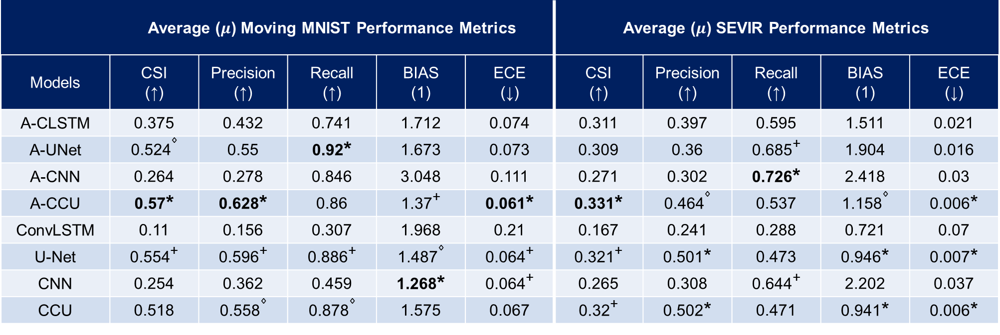 Average (μ) Moving MNIST Performance Metrics Average (μ) SEVIR Performance Metrics
Models CSI (↑) Precision (↑) Recall (↑) BIAS (1) ECE (↓) CSI (↑) Precision (↑) Recall (↑) BIAS (1) ECE (↓)
A-CLSTM 0.375 0.432 0.741 1.712 0.074 0.311 0.397 0.595 1.511 0.021
A-UNet 0.524◊ 0.55 0.92* 1.673 0.073 0.309 0.36 0.685+ 1.904 0.016
A-CNN 0.264 0.278 0.846 3.048 0.111 0.271 0.302 0.726* 2.418 0.03
A-CCU 0.57* 0.628* 0.86 1.37+ 0.061* 0.331* 0.464◊ 0.537 1.158◊ 0.006*
ConvLSTM 0.11 0.156 0.307 1.968 0.21 0.167 0.241 0.288 0.721 0.07
U-Net 0.554+ 0.596+ 0.886+ 1.487◊ 0.064+ 0.321+ 0.501* 0.473 0.946* 0.007*
CNN 0.254 0.362 0.459 1.268* 0.064+ 0.265 0.308 0.644+ 2.202 0.037
CCU 0.518 0.558◊ 0.878◊ 1.575 0.067 0.32+ 0.502* 0.471 0.941* 0.006*